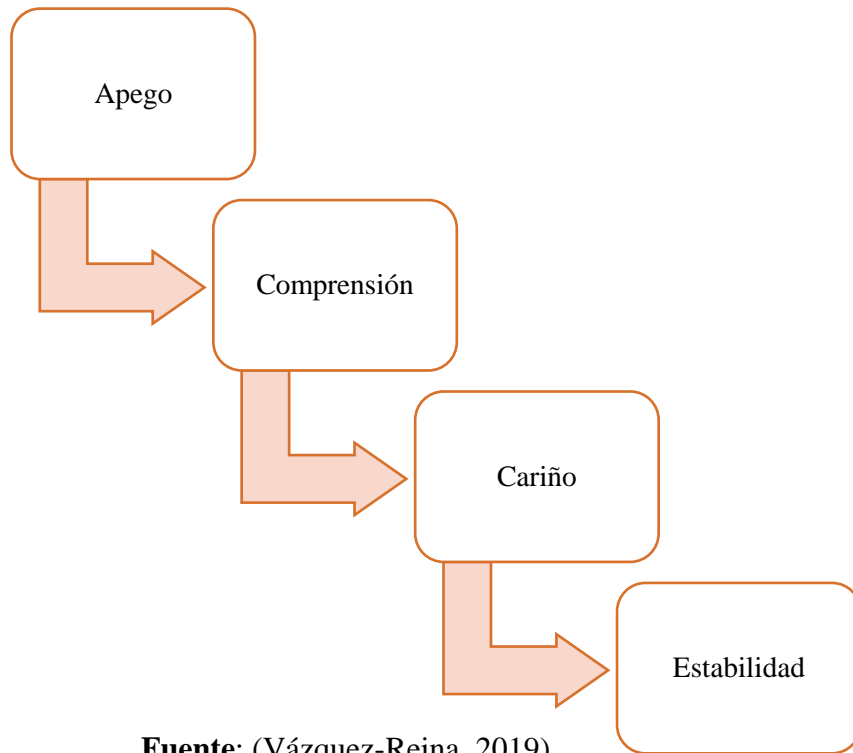 Apego
Comprensión
Cariño
Estabilidad
Fuente: (Vázquez-Reina, 2019)